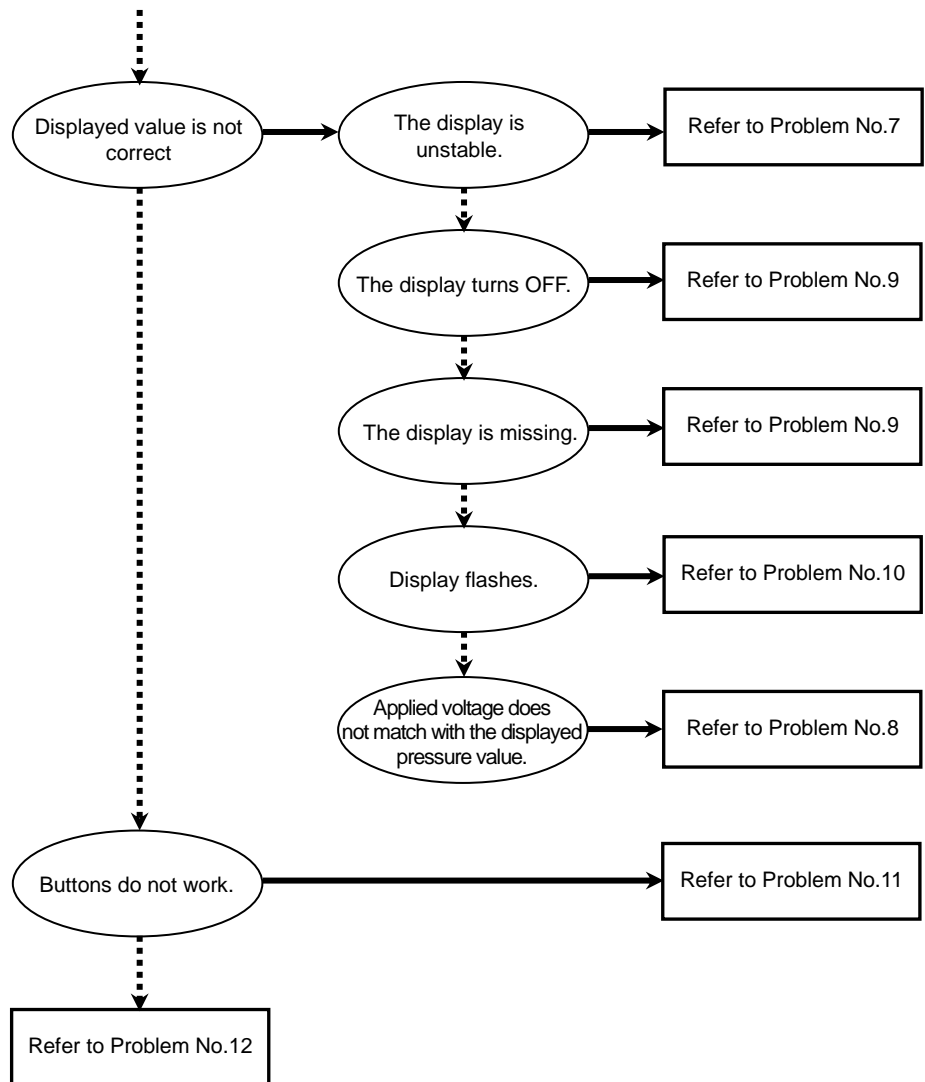 Displayed value is not
correct
The display is
unstable.
Refer to Problem No.7
The display turns OFF.
Refer to Problem No.9
The display is missing.
Refer to Problem No.9
Display flashes.
Refer to Problem No.10
Applied voltage does
not match with the displayed
pressure value.
Refer to Problem No.8
Buttons do not work.
Refer to Problem No.11
Refer to Problem No.12